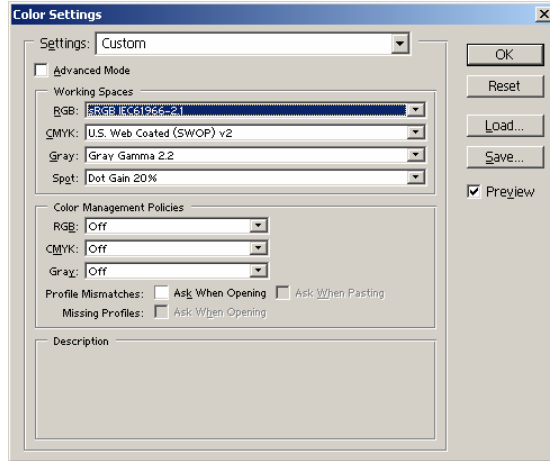 Color Settings
Settings: Custom
OK
Advanced Mode
Reset
Working Spaces
RGB: sRGB IEC61966-2.1
CMYK: U.S. Web Coated (SWOP) v2
Load...
Gray: Gray Gamma 2.2
Save...
Spot: Dot Gain 20%
Preview
Color Management Policies
RGB: Off
CMYK: Off
Gray: Off
Profile Mismatches: Ask When Opening Ask When Pasting
Missing Profiles: Ask When Opening
Description